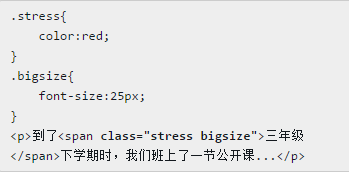 .stress{
    color:red;
}
.bigsize{
    font-size:25px;
}
<p>到了<span class="stress bigsize">三年级
</span>下学期时，我们班上了一节公开课...</p>